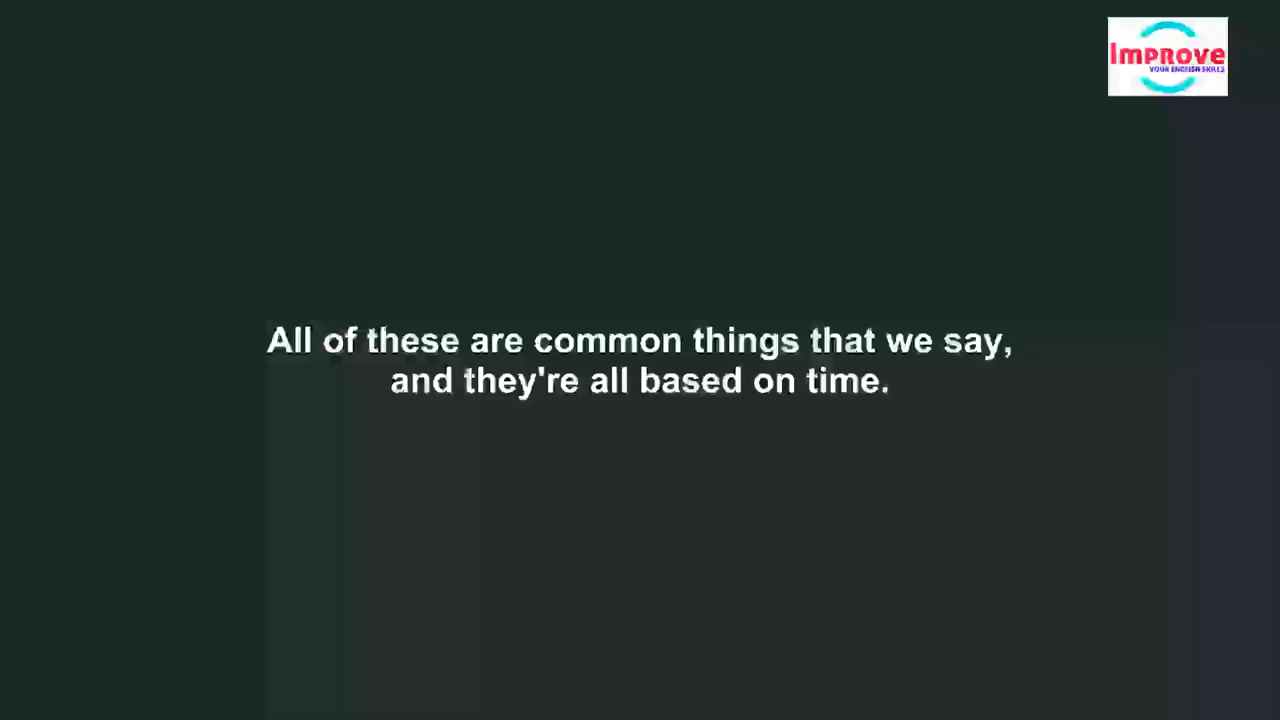 Improve
YOUR ENGLISH SKILLS
All of these are common things that we say,
and they're all based on time.